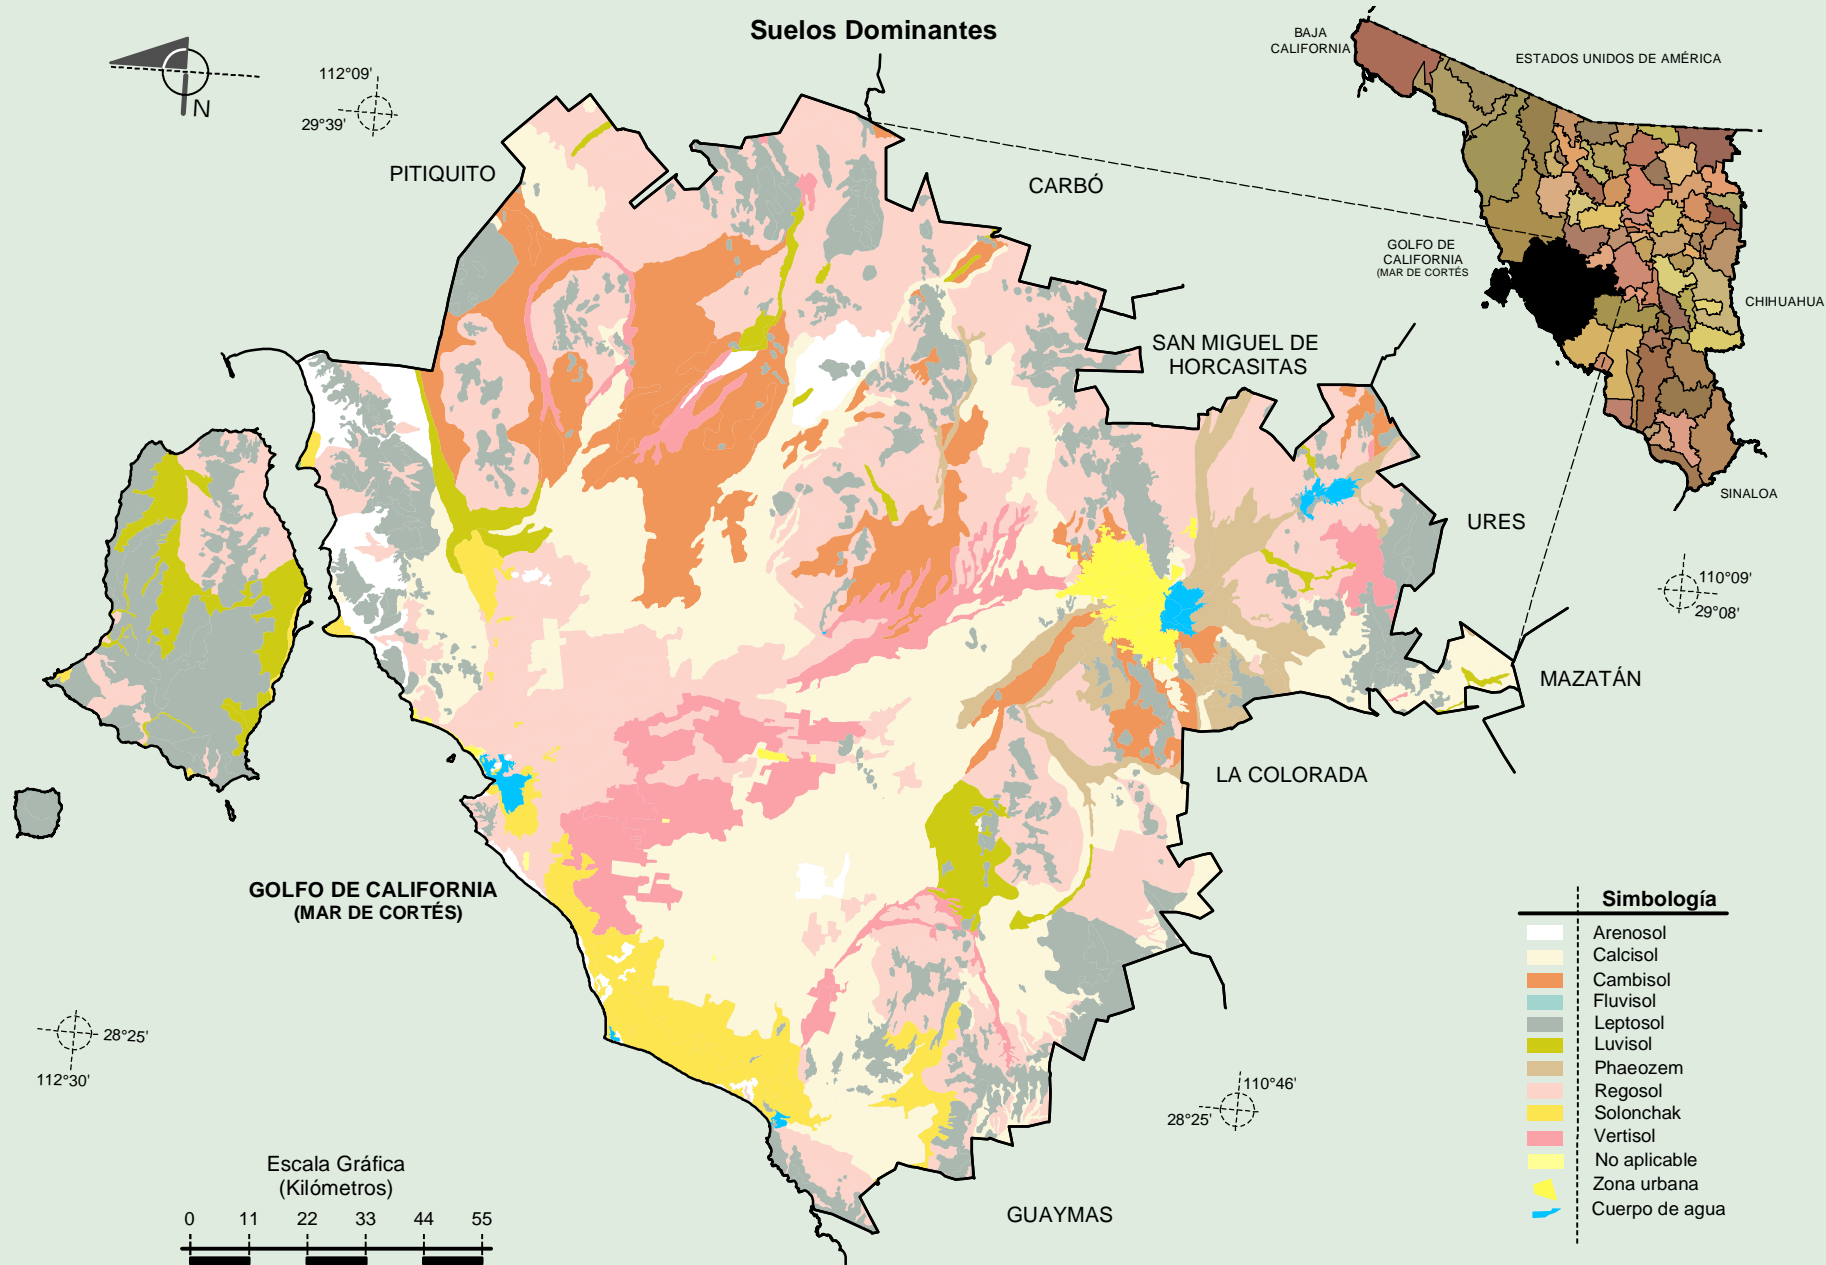 Suelos Dominantes
BAJA
CALIFORNIA
ESTADOS UNIDOS DE AMÉRICA
112°09'
29°39'
N
PITIQUITO
CARBÓ
GOLFO DE
CALIFORNIA
(MAR DE CORTÉS
CHIHUAHUA
SAN MIGUEL DE
HORCASITAS
SINALOA
URES
110°09'
29°08'
MAZATÁN
LA COLORADA
GOLFO DE CALIFORNIA
(MAR DE CORTÉS)
Simbología
Arenosol
Calcisol
Cambisol
Fluvisol
Leptosol
Luvisol
Phaeozem
Regosol
Solonchak
Vertisol
No aplicable
Zona urbana
Cuerpo de agua
28°25'
112°30'
110°46'
28°25'
GUAYMAS
Escala Gráfica
(Kilómetros)
0 11 22 33 44 55